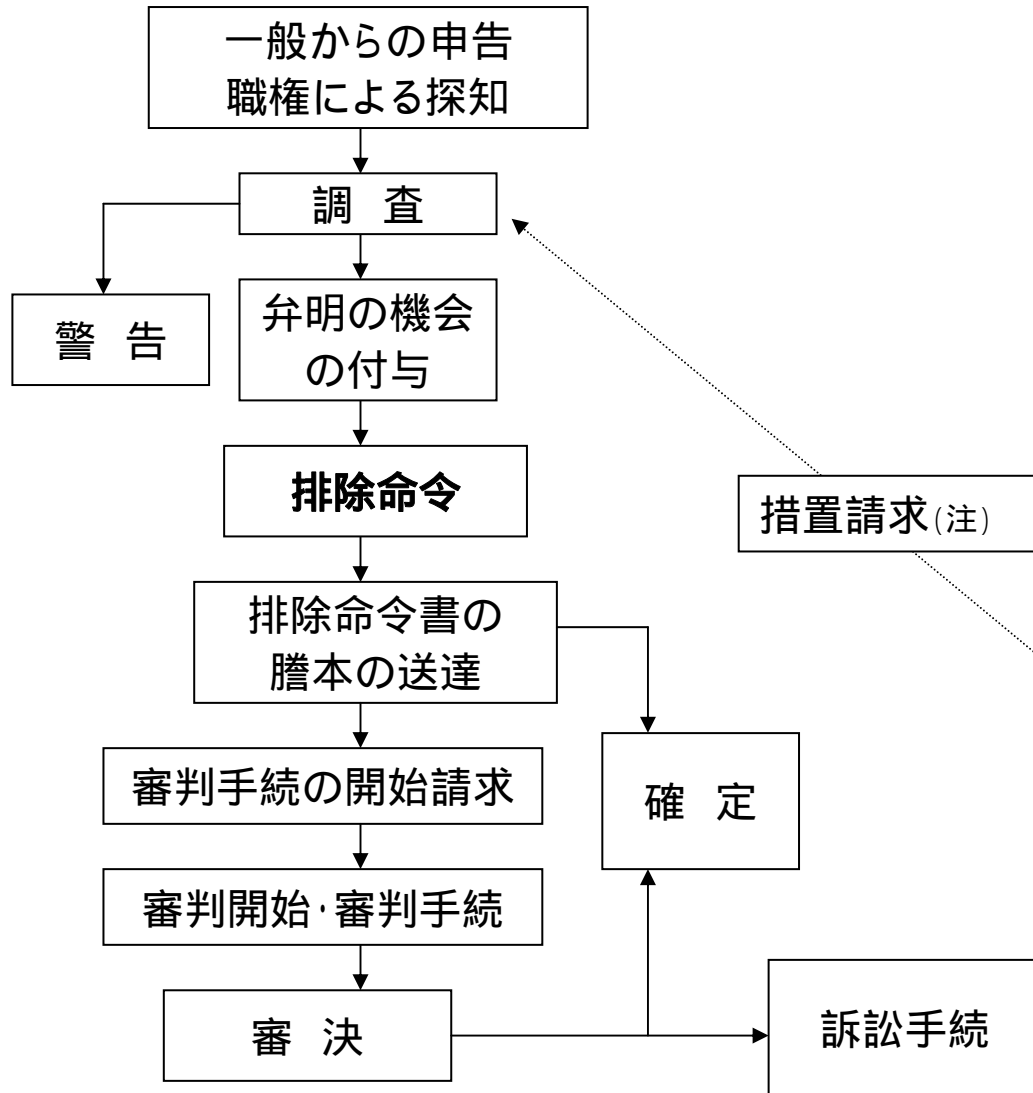 一般からの申告
職権による探知
調 査
警 告
弁明の機会
の付与
排除命令
措置請求(注)
排除命令書の
謄本の送達
審判手続の開始請求
確 定
審判開始・審判手続
審 決
訴訟手続